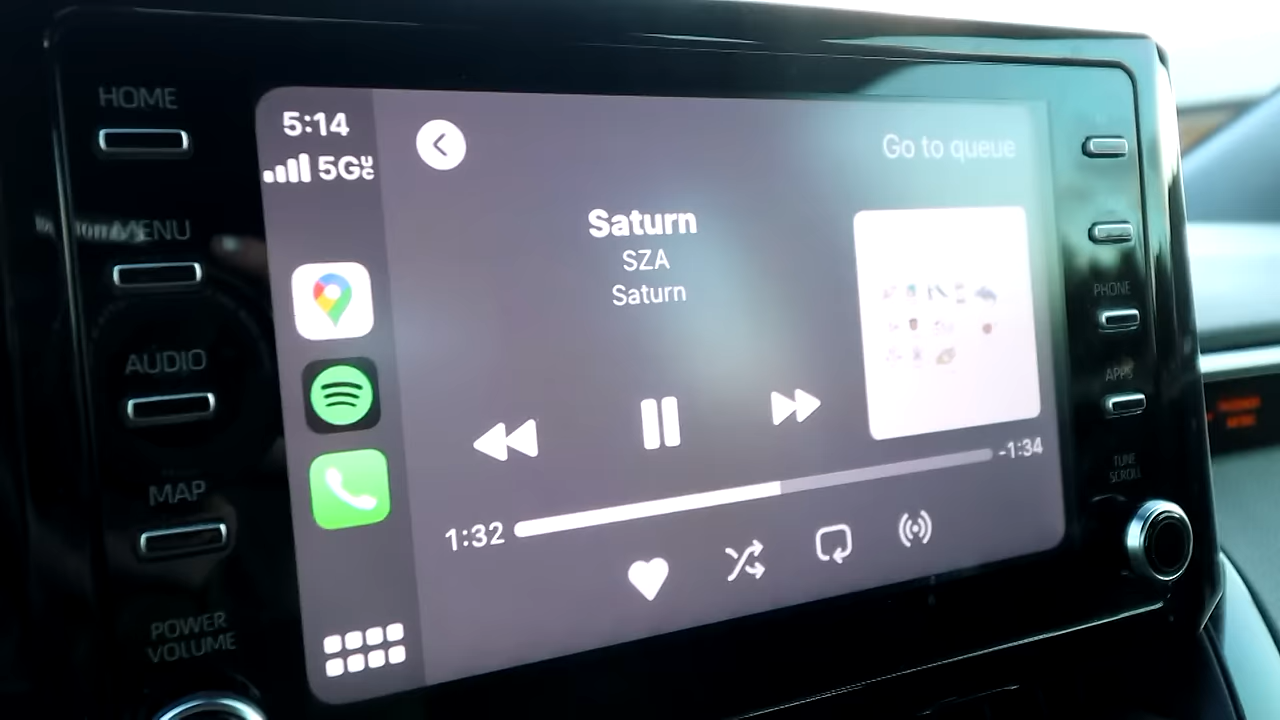 HOME
MENU
AUDIO
MAP
POWER
VOLUME
5:14
5G UC
Go to queue
Saturn
SZA
Saturn
1:32
-1:34
PHONE
APPS
TUNE
SCROLL